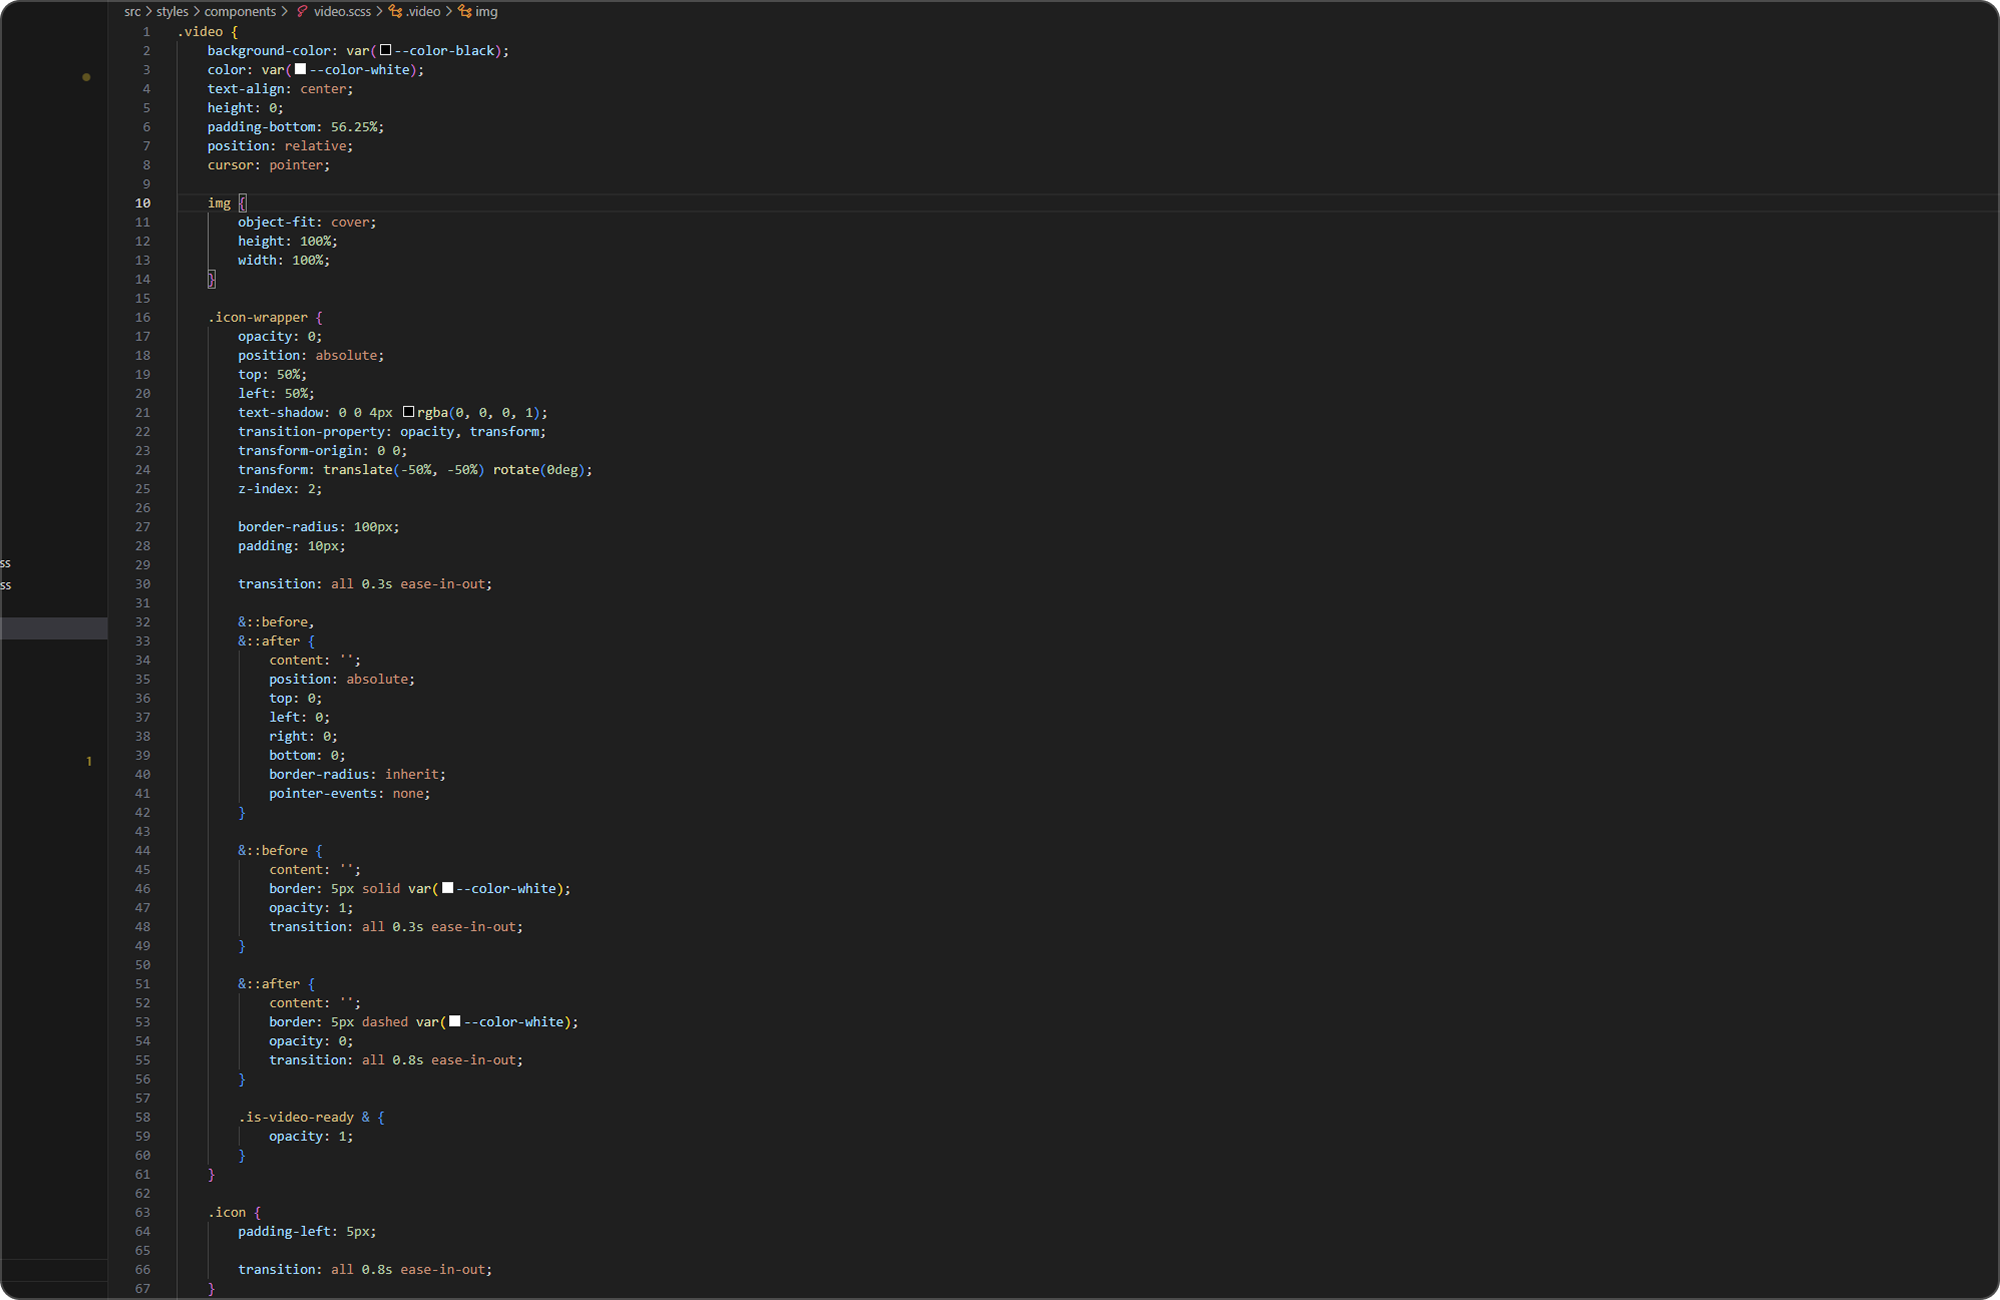 src > styles > components > video.scss > .video > img
1 .video {
2 background-color: var(--color-black);
3 color: var(--color-white);
4 text-align: center;
5 height: 0;
6 padding-bottom: 56.25%;
7 position: relative;
8 cursor: pointer;
9
10 img {
11 object-fit: cover;
12 height: 100%;
13 width: 100%;
14 }
15
16 .icon-wrapper {
17 opacity: 0;
18 position: absolute;
19 top: 50%;
20 left: 50%;
21 text-shadow: 0 0 4px rgba(0, 0, 0, 1);
22 transition-property: opacity, transform;
23 transform-origin: 0 0;
24 transform: translate(-50%, -50%) rotate(0deg);
25 z-index: 2;
26
27 border-radius: 100px;
28 padding: 10px;
ss
29
ss
30 transition: all 0.3s ease-in-out;
31
32 &::before,
33 &::after {
34 content: '';
35 position: absolute;
36 top: 0;
37 left: 0;
38 right: 0;
39 bottom: 0;
1
40 border-radius: inherit;
41 pointer-events: none;
42 }
43
44 &::before {
45 content: '';
46 border: 5px solid var(--color-white);
47 opacity: 1;
48 transition: all 0.3s ease-in-out;
49 }
50
51 &::after {
52 content: '';
53 border: 5px dashed var(--color-white);
54 opacity: 0;
55 transition: all 0.8s ease-in-out;
56 }
57
58 .is-video-ready & {
59 opacity: 1;
60 }
61 }
62
63 .icon {
64 padding-left: 5px;
65
66 transition: all 0.8s ease-in-out;
67 }